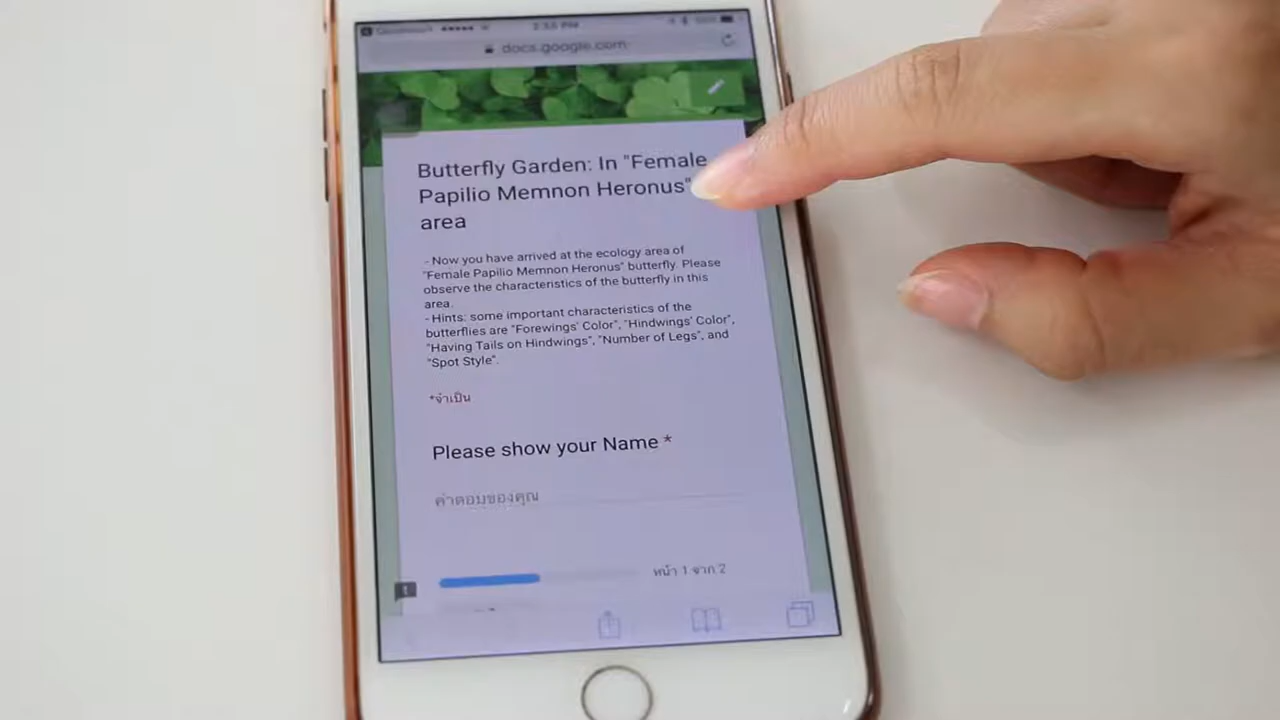 2:35 PM
docs.google.com
Butterfly Garden: In "Female
Papilio Memnon Heronus"
area
- Now you have arrived at the ecology area of
"Female Papilio Memnon Heronus" butterfly. Please
observe the characteristics of the butterfly in this
area.
- Hints: some important characteristics of the
butterflies are "Forewings' Color", "Hindwings' Color",
"Having Tails on Hindwings", "Number of Legs", and
"Spot Style".
*จำเป็น
Please show your Name *
คำตอบของคุณ
หน้า 1 จาก 2